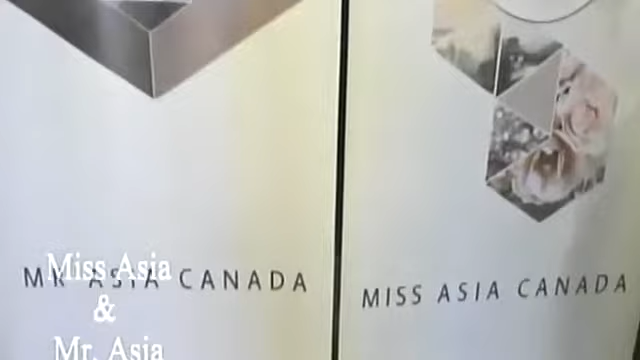 MR ASIA CANADA
MISS ASIA CANADA
Miss Asia
&
Mr. Asia